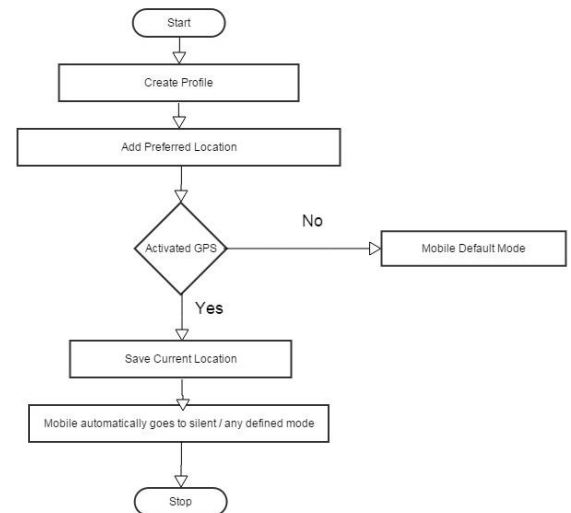 Start
Create Profile
Add Preferred Location
Activated GPS
No
Mobile Default Mode
Yes
Save Current Location
Mobile automatically goes to silent / any defined mode
Stop